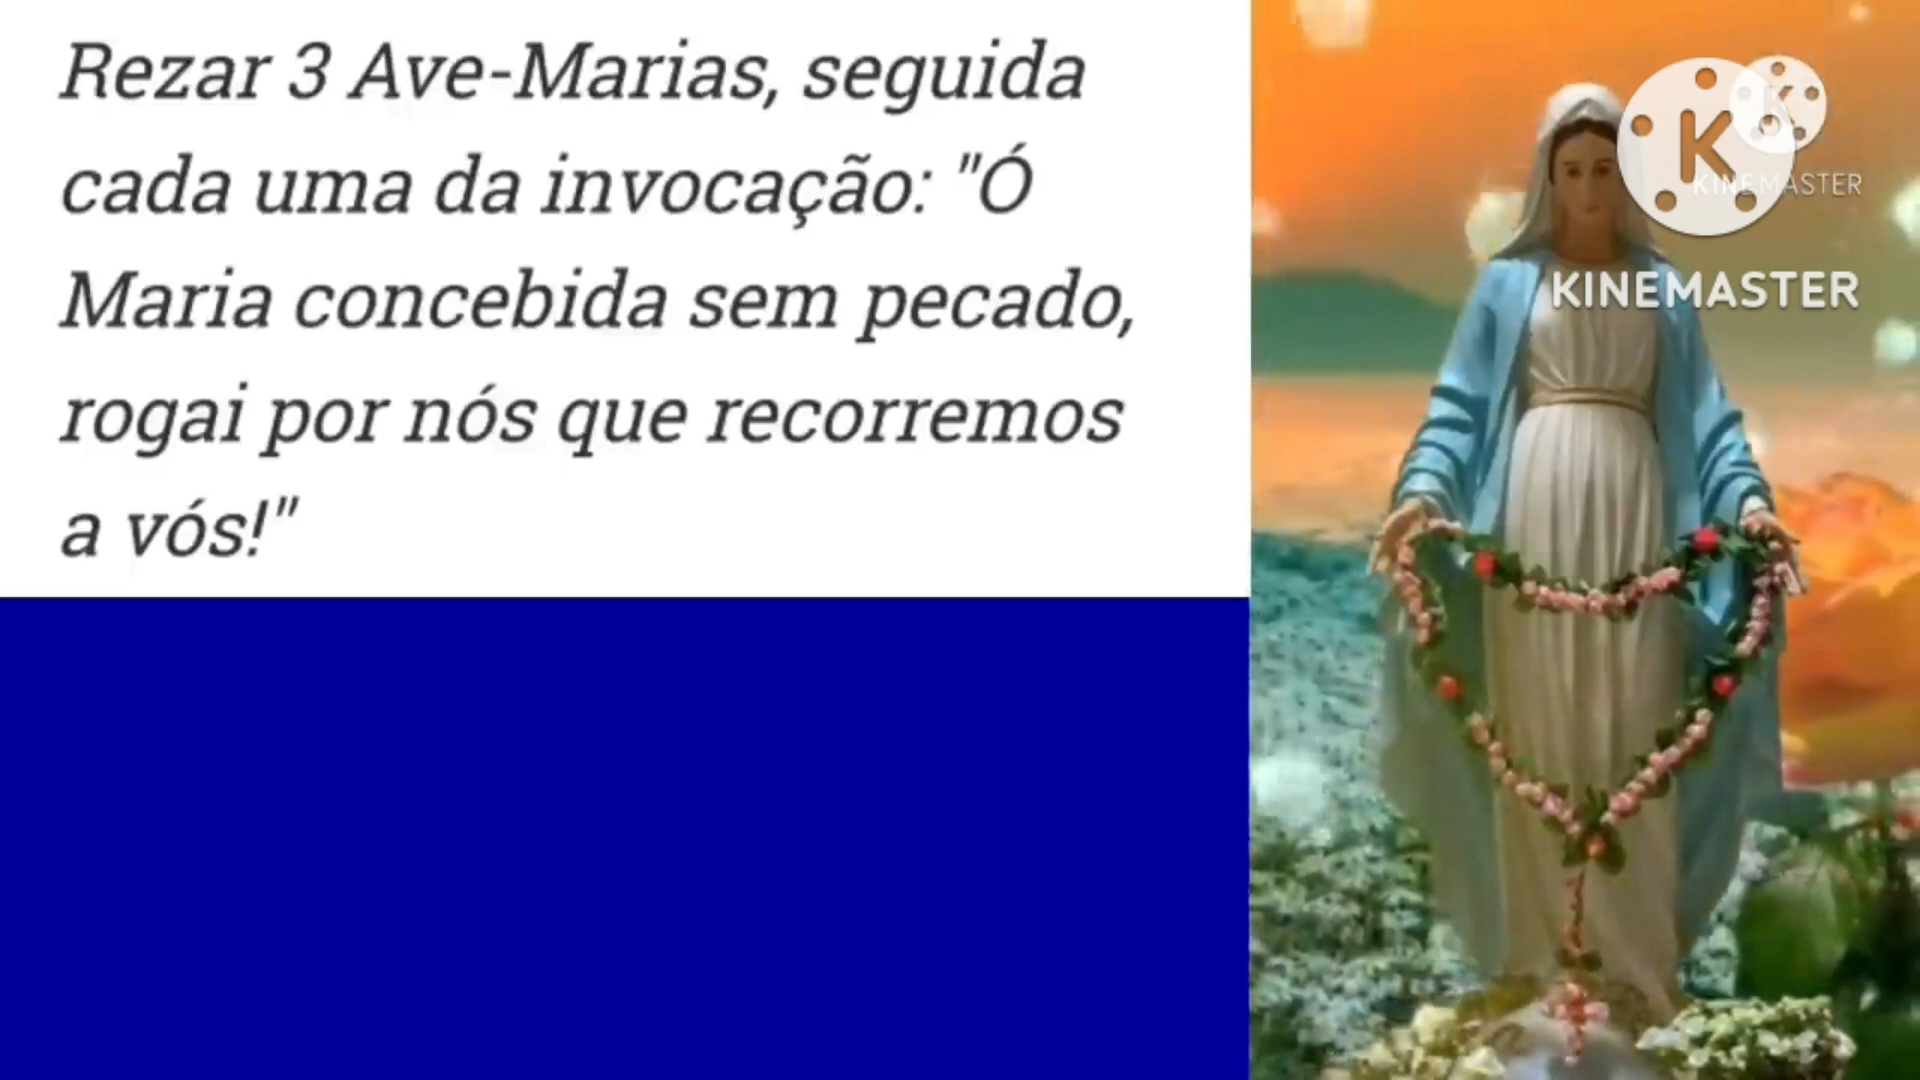 Rezar 3 Ave-Marias, seguida
cada uma da invocação: "Ó
Maria concebida sem pecado,
rogai por nós que recorremos
a vós!"
K
K
KINEMASTER
KINEMASTER